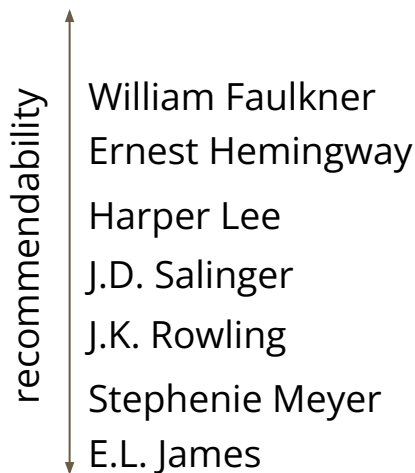 recommendability
William Faulkner
Ernest Hemingway
Harper Lee
J.D. Salinger
J.K. Rowling
Stephenie Meyer
E.L. James